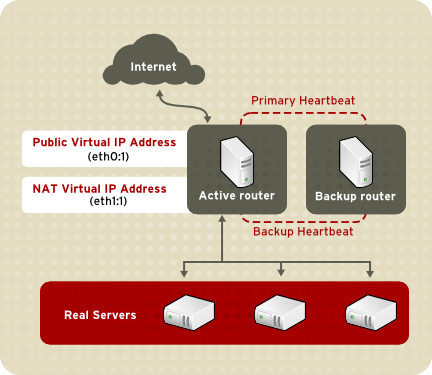 Internet
Primary Heartbeat
Public Virtual IP Address
(eth0:1)
NAT Virtual IP Address
(eth1:1)
Active router
Backup router
Backup Heartbeat
Real Servers